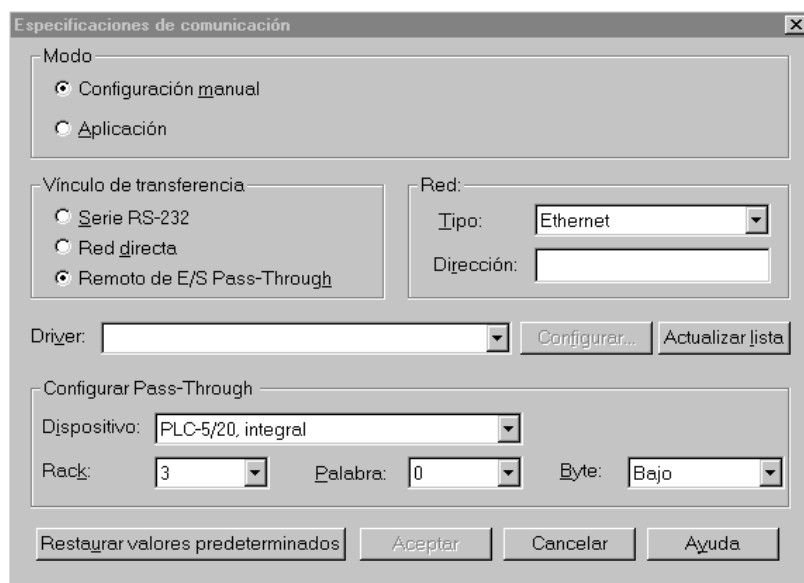 Especificaciones de comunicación
Modo
Configuración manual
Aplicación
Vínculo de transferencia
Serie RS-232
Red directa
Remoto de E/S Pass-Through
Red:
Tipo: Ethernet
Dirección:
Driver: Configurar... Actualizar lista
Configurar Pass-Through
Dispositivo: PLC-5/20, integral
Rack: 3 Palabra: 0 Byte: Bajo
Restaurar valores predeterminados Aceptar Cancelar Ayuda